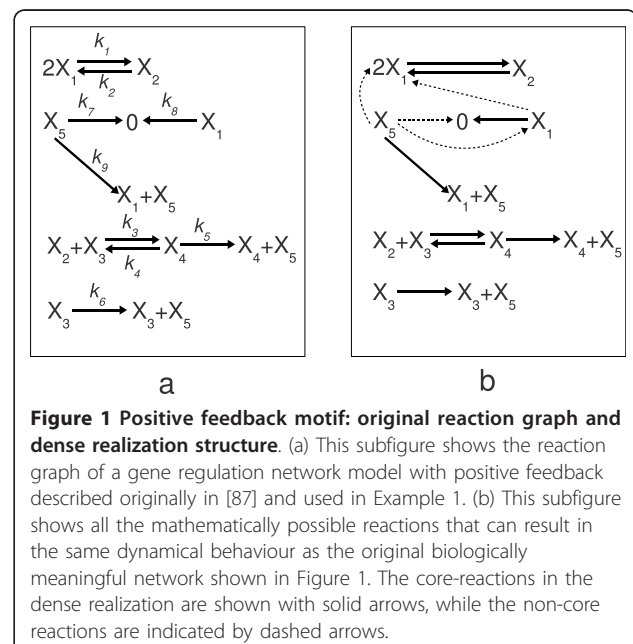 k₁
2X₁ X₂
k₂
k₇ k₈
X₅ 0 X₁
k₉
X₁+X₅
k₃ k₅
X₂+X₃ X₄ X₄+X₅
k₄
k₆
X₃ X₃+X₅
a
2X₁ X₂
X₅ 0 X₁
X₁+X₅
X₂+X₃ X₄ X₄+X₅
X₃ X₃+X₅
b
Figure 1 Positive feedback motif: original reaction graph and
dense realization structure. (a) This subfigure shows the reaction
graph of a gene regulation network model with positive feedback
described originally in [87] and used in Example 1. (b) This subfigure
shows all the mathematically possible reactions that can result in
the same dynamical behaviour as the original biologically
meaningful network shown in Figure 1. The core-reactions in the
dense realization are shown with solid arrows, while the non-core
reactions are indicated by dashed arrows.